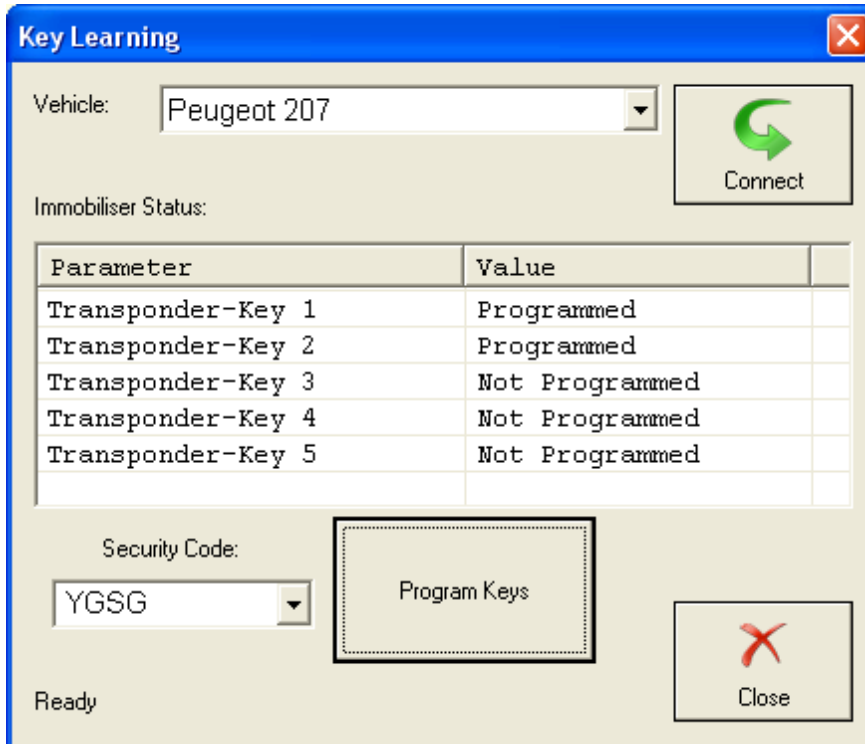 Key Learning
Vehicle: Peugeot 207
Connect
Immobiliser Status:
Parameter Value
Transponder-Key 1 Programmed
Transponder-Key 2 Programmed
Transponder-Key 3 Not Programmed
Transponder-Key 4 Not Programmed
Transponder-Key 5 Not Programmed
Security Code:
YGSG
Program Keys
Ready
Close